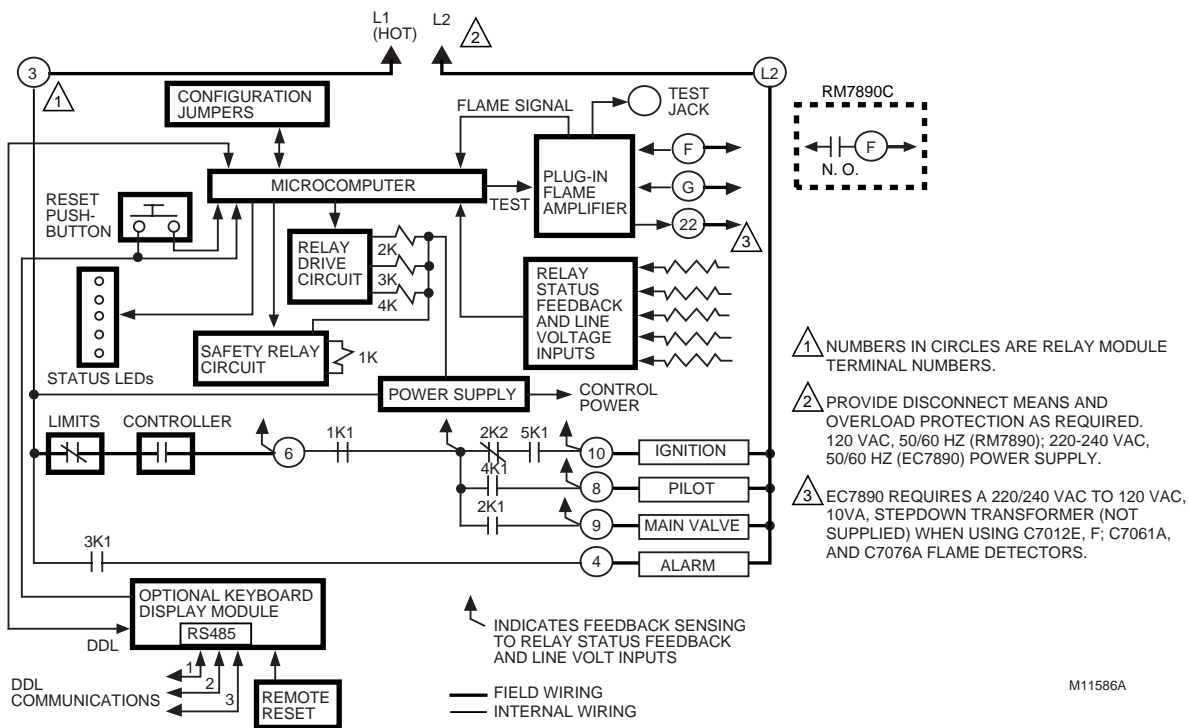 L1
(HOT)
L2
2
3
L2
1
CONFIGURATION
JUMPERS
FLAME SIGNAL
TEST
JACK
RM7890C
F
N. O.
MICROCOMPUTER
TEST
PLUG-IN
FLAME
AMPLIFIER
F
G
22
3
RESET
PUSH-
BUTTON
RELAY
DRIVE
CIRCUIT
2K
3K
4K
RELAY
STATUS
FEEDBACK
AND LINE
VOLTAGE
INPUTS
STATUS LEDs
SAFETY RELAY
CIRCUIT
1K
POWER SUPPLY
CONTROL
POWER
LIMITS
CONTROLLER
6
1K1
2K2
5K1
10
IGNITION
4K1
8
PILOT
2K1
9
MAIN VALVE
3K1
4
ALARM
1 NUMBERS IN CIRCLES ARE RELAY MODULE
TERMINAL NUMBERS.
2 PROVIDE DISCONNECT MEANS AND
OVERLOAD PROTECTION AS REQUIRED.
120 VAC, 50/60 HZ (RM7890); 220-240 VAC,
50/60 HZ (EC7890) POWER SUPPLY.
3 EC7890 REQUIRES A 220/240 VAC TO 120 VAC,
10VA, STEPDOWN TRANSFORMER (NOT
SUPPLIED) WHEN USING C7012E, F; C7061A,
AND C7076A FLAME DETECTORS.
OPTIONAL KEYBOARD
DISPLAY MODULE
RS485
DDL
1
2
3
DDL
COMMUNICATIONS
REMOTE
RESET
INDICATES FEEDBACK SENSING
TO RELAY STATUS FEEDBACK
AND LINE VOLT INPUTS
FIELD WIRING
INTERNAL WIRING
M11586A